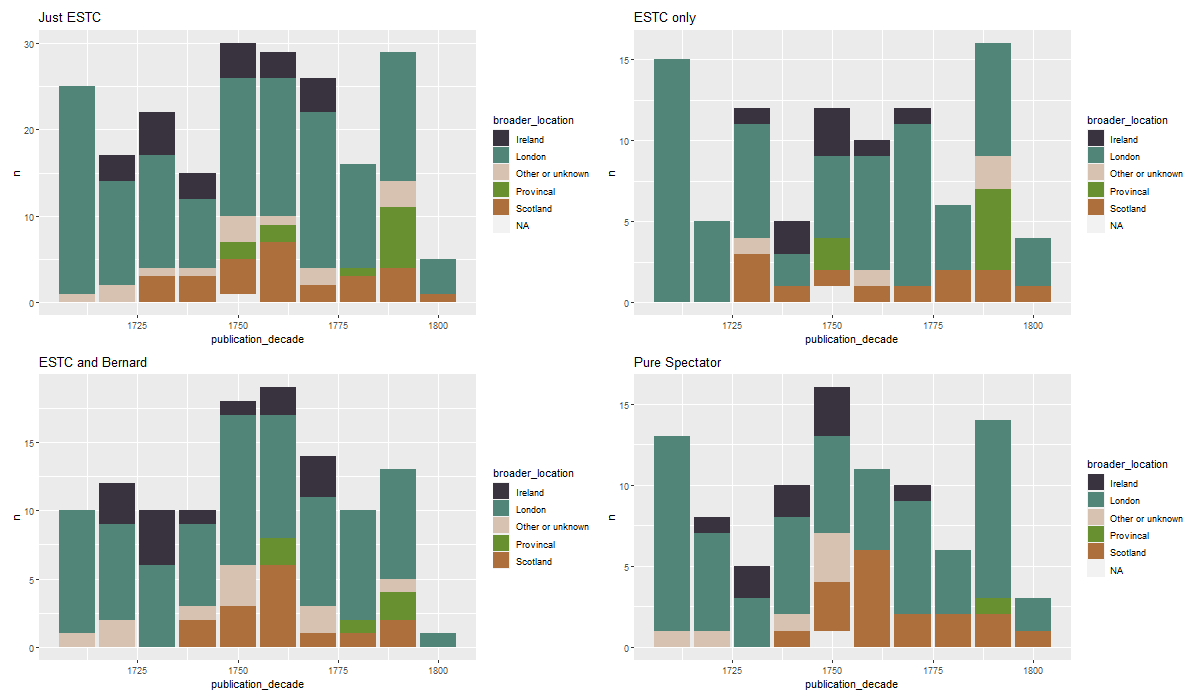 Just ESTC
n
30
20
10
0
1725
1750
1775
1800
publication_decade
broader_location
Ireland
London
Other or unknown
Provincal
Scotland
NA
ESTC only
n
15
10
5
0
1725
1750
1775
1800
publication_decade
broader_location
Ireland
London
Other or unknown
Provincal
Scotland
NA
ESTC and Bernard
n
15
10
5
0
1725
1750
1775
1800
publication_decade
broader_location
Ireland
London
Other or unknown
Provincal
Scotland
Pure Spectator
n
15
10
5
0
1725
1750
1775
1800
publication_decade
broader_location
Ireland
London
Other or unknown
Provincal
Scotland
NA